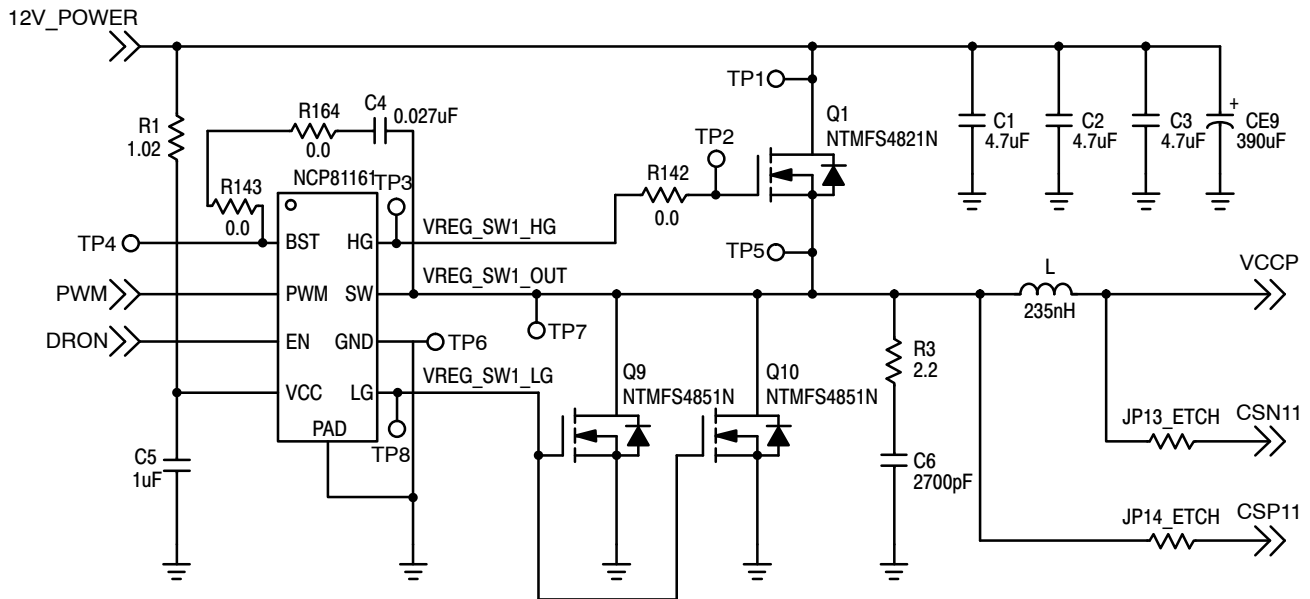 12V_POWER
TP1
Q1
NTMFS4821N
C1
4.7uF
C2
4.7uF
C3
4.7uF
+
CE9
390uF
R1
1.02
R164
0.0
C4
0.027uF
R143
0.0
NCP81161
TP3
TP2
R142
0.0
VREG_SW1_HG
TP4
BST
HG
TP5
VREG_SW1_OUT
PWM
PWM
SW
TP7
L
235nH
VCCP
DRON
EN
GND
TP6
VREG_SW1_LG
VCC
LG
TP8
PAD
Q9
NTMFS4851N
Q10
NTMFS4851N
R3
2.2
C5
1uF
C6
2700pF
JP13_ETCH
CSN11
JP14_ETCH
CSP11